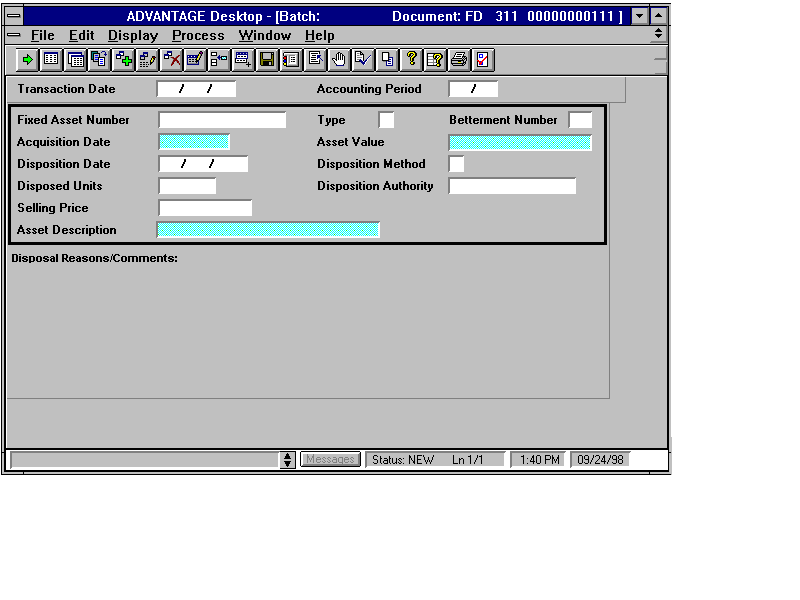 ADVANTAGE Desktop - [Batch: Document: FD 311 00000000111 ]
File Edit Display Process Window Help
Transaction Date / / Accounting Period /
Fixed Asset Number Type Betterment Number
Acquisition Date Asset Value
Disposition Date / / Disposition Method
Disposed Units Disposition Authority
Selling Price
Asset Description
Disposal Reasons/Comments:
Messages Status: NEW Ln 1/1 1:40 PM 09/24/98